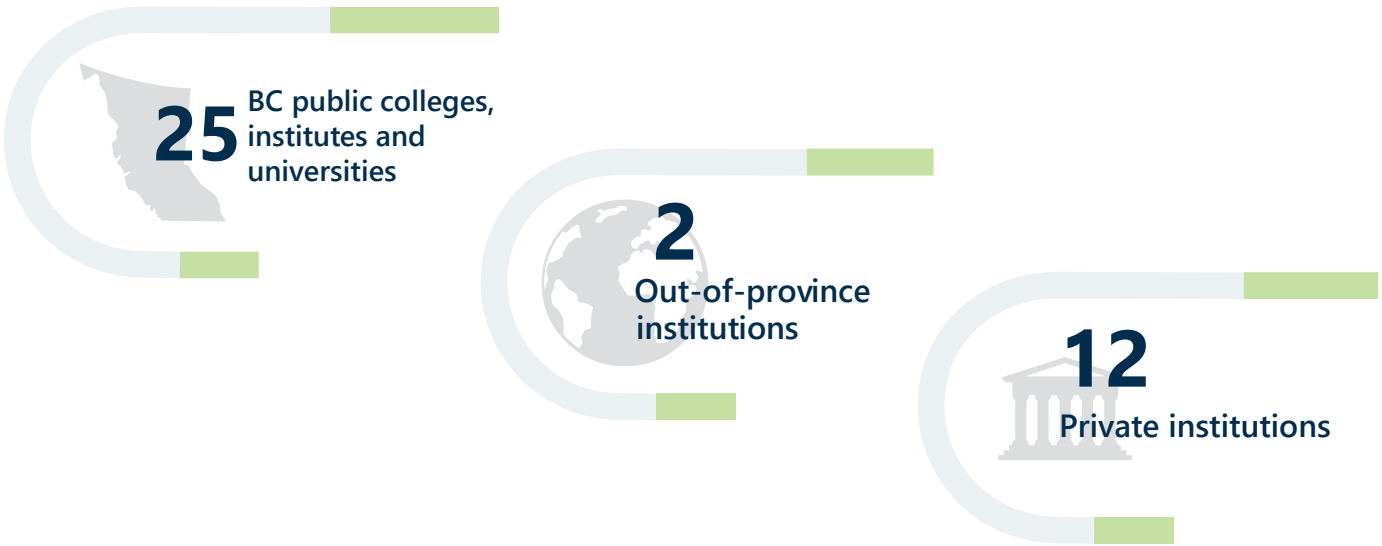 25
BC public colleges,
institutes and
universities
2
Out-of-province
institutions
12
Private institutions